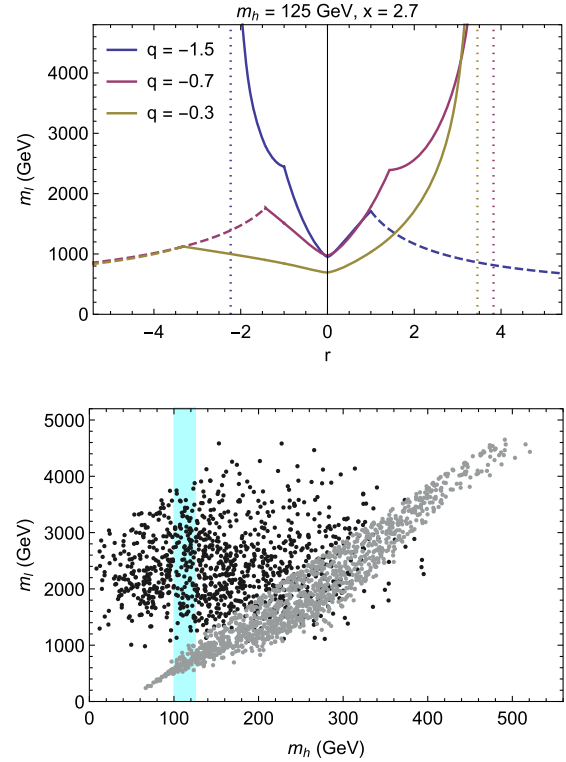 m_h = 125 GeV, x = 2.7
q = −1.5
q = −0.7
q = −0.3
m_l (GeV)
4000
3000
2000
1000
0
−4 −2 0 2 4
r
m_l (GeV)
5000
4000
3000
2000
1000
0
0 100 200 300 400 500
m_h (GeV)